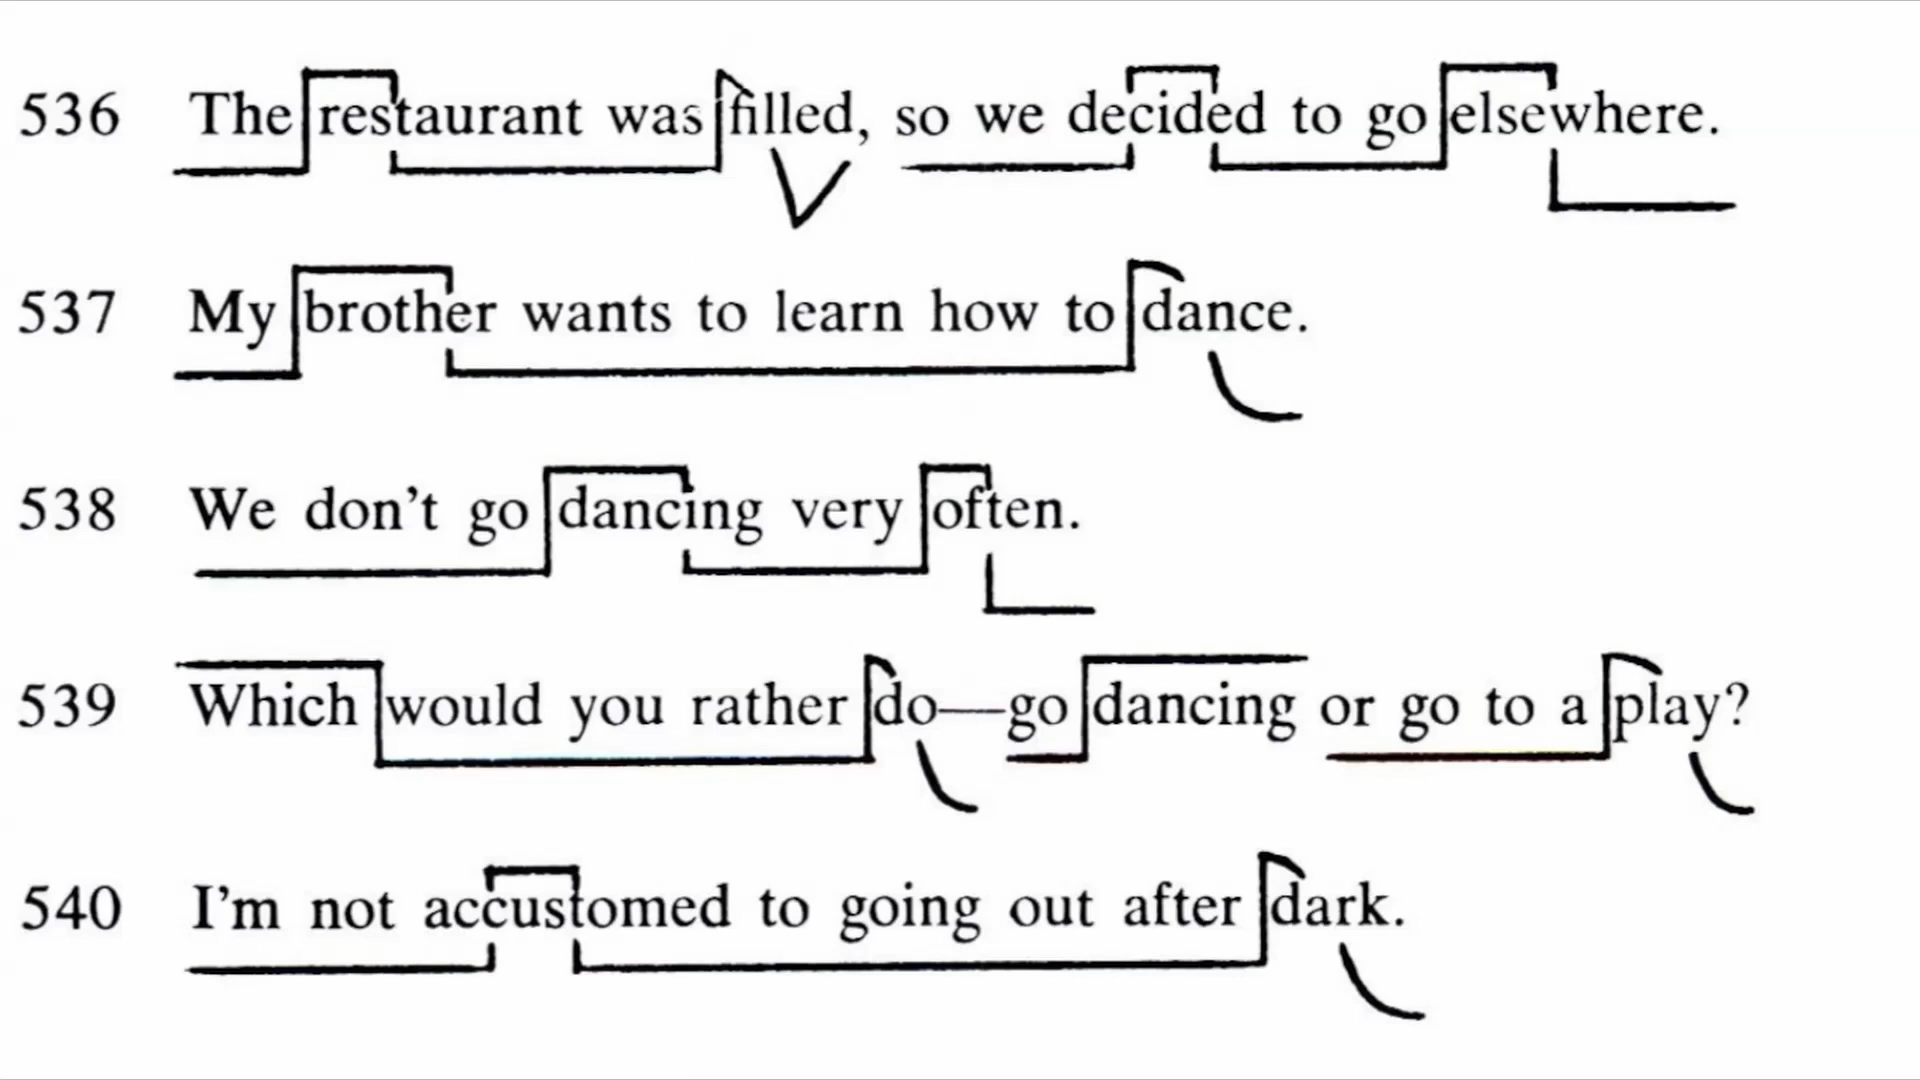 536 The restaurant was filled, so we decided to go elsewhere.
537 My brother wants to learn how to dance.
538 We don't go dancing very often.
539 Which would you rather do—go dancing or go to a play?
540 I'm not accustomed to going out after dark.